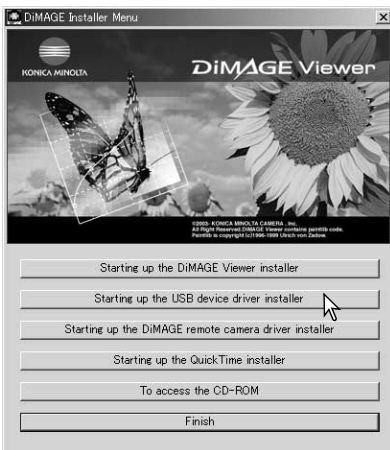 DiMAGE Installer Menu
KONICA MINOLTA
DiMAGE Viewer
©2003- KONICA MINOLTA CAMERA , Inc.
All Right Reserved.DiMAGE Viewer contains paintlib code.
Paintlib is copyright (c)1996-1999 Ulrich von Zadow.
Starting up the DiMAGE Viewer installer
Starting up the USB device driver installer
Starting up the DiMAGE remote camera driver installer
Starting up the QuickTime installer
To access the CD-ROM
Finish